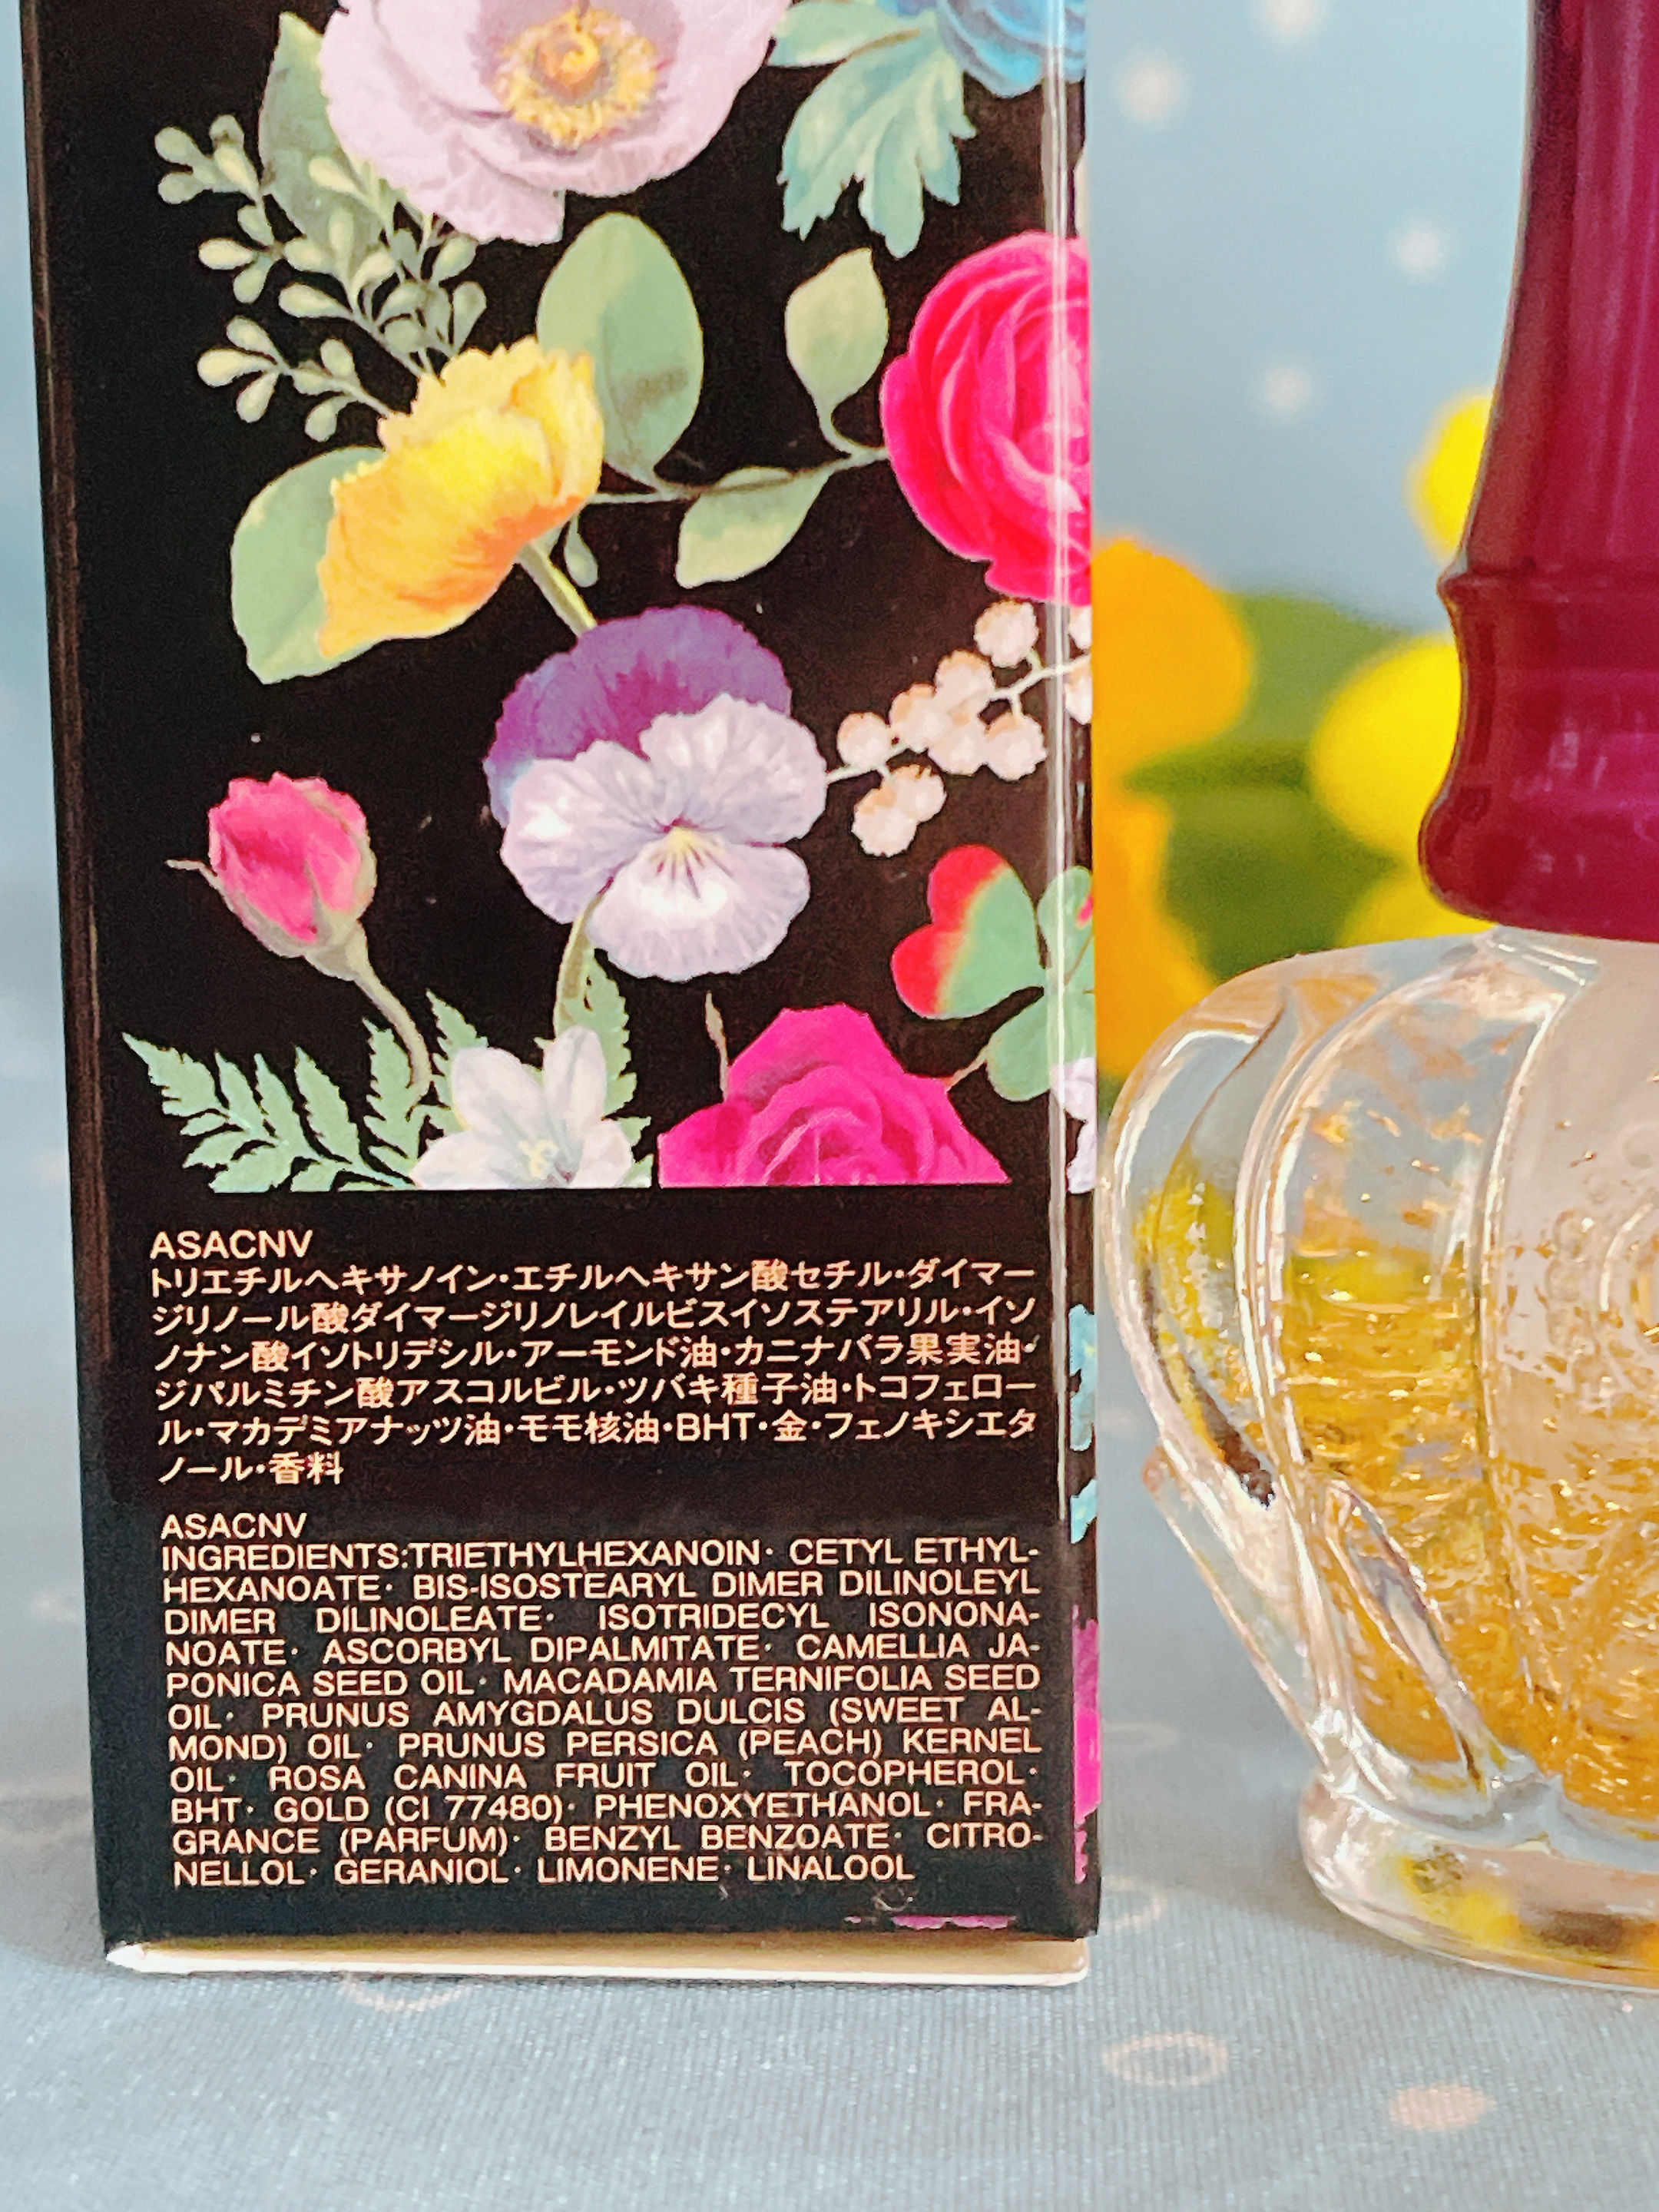 ASACNV
トリエチルヘキサノイン・エチルヘキサン酸セチル・ダイマー
ジリノール酸ダイマージリノレイルビスイソステアリル・イソ
ノナン酸イソトリデシル・アーモンド油・カニナバラ果実油・
ジパルミチン酸アスコルビル・ツバキ種子油・トコフェロー
ル・マカデミアナッツ油・モモ核油・BHT・金・フェノキシエタ
ノール・香料
ASACNV
INGREDIENTS:TRIETHYLHEXANOIN· CETYL ETHYL-
HEXANOATE· BIS-ISOSTEARYL DIMER DILINOLEYL
DIMER DILINOLEATE· ISOTRIDECYL ISONONA-
NOATE· ASCORBYL DIPALMITATE· CAMELLIA JA-
PONICA SEED OIL· MACADAMIA TERNIFOLIA SEED
OIL· PRUNUS AMYGDALUS DULCIS (SWEET AL-
MOND) OIL· PRUNUS PERSICA (PEACH) KERNEL
OIL· ROSA CANINA FRUIT OIL· TOCOPHEROL·
BHT· GOLD (CI 77480)· PHENOXYETHANOL· FRA-
GRANCE (PARFUM)· BENZYL BENZOATE· CITRO-
NELLOL· GERANIOL· LIMONENE· LINALOOL